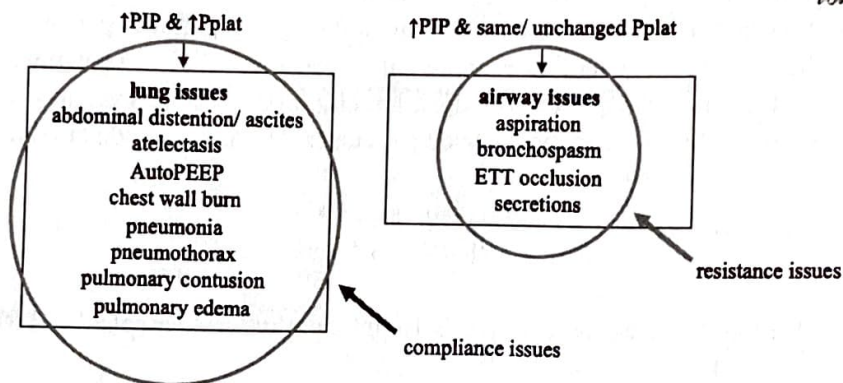 ↑PIP & ↑Pplat
lung issues
abdominal distention/ ascites
atelectasis
AutoPEEP
chest wall burn
pneumonia
pneumothorax
pulmonary contusion
pulmonary edema
compliance issues
↑PIP & same/ unchanged Pplat
airway issues
aspiration
bronchospasm
ETT occlusion
secretions
resistance issues